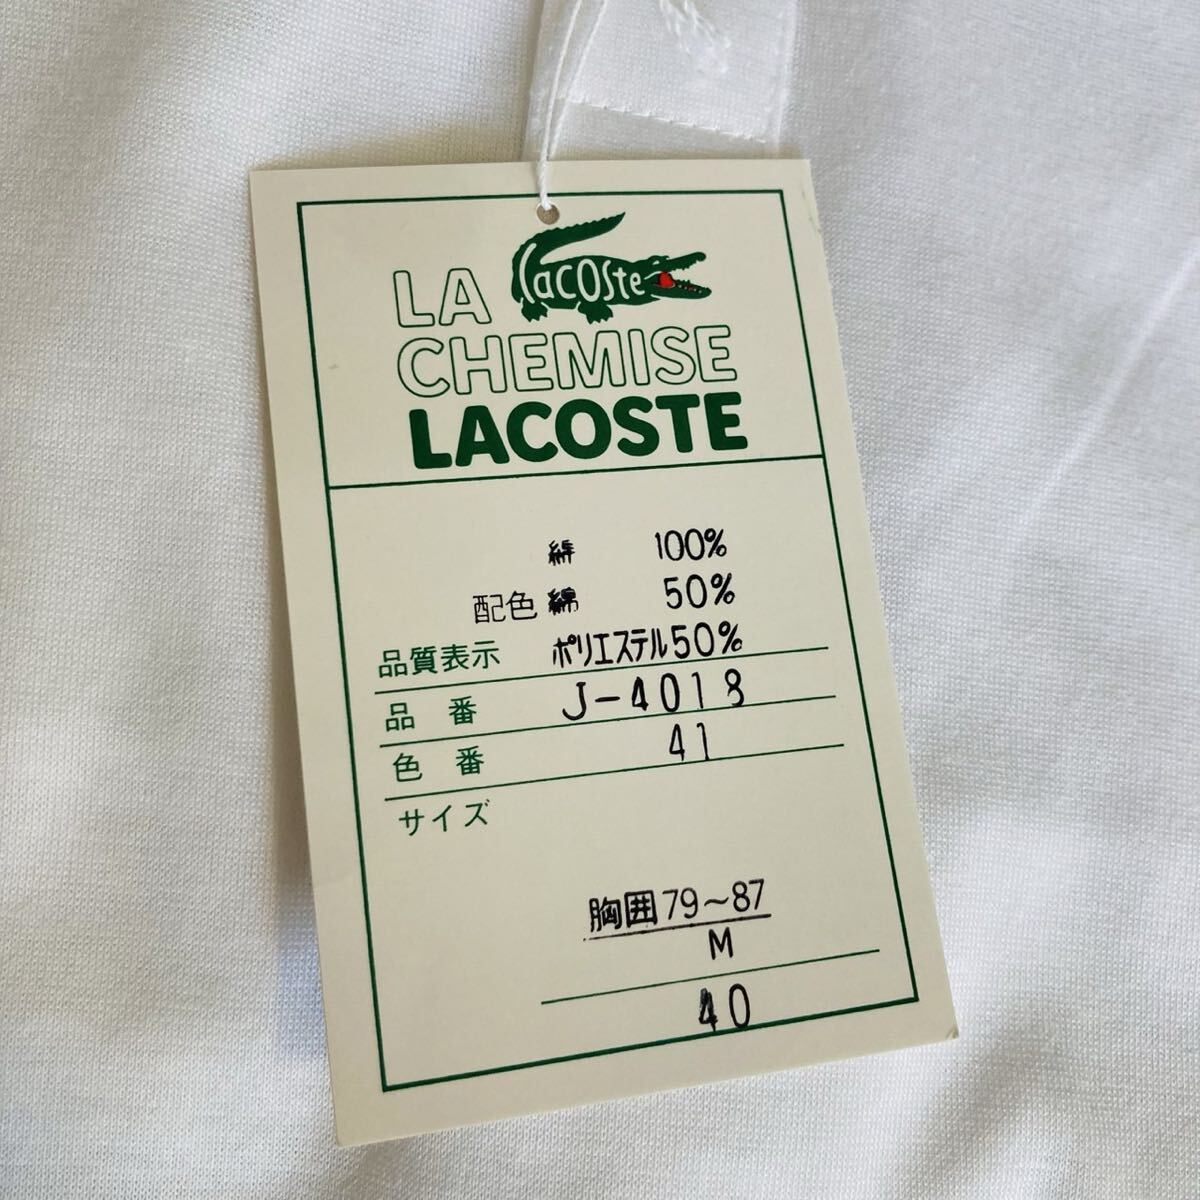 Lacoste
LA
CHEMISE
LACOSTE
綿 100%
配色 綿 50%
品質表示 ポリエステル50%
品番 J-4018
色番 41
サイズ
胸囲79~87
M
40